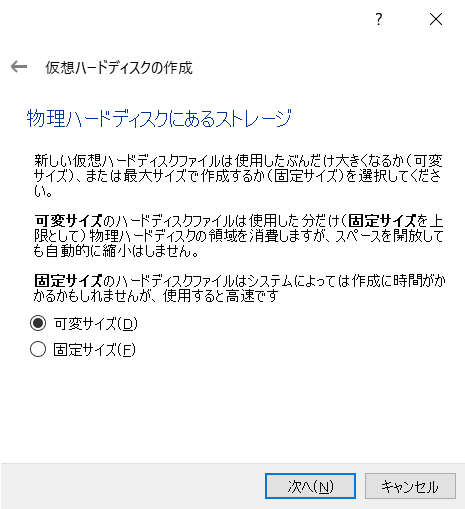 ?
仮想ハードディスクの作成
物理ハードディスクにあるストレージ
新しい仮想ハードディスクファイルは使用したぶんだけ大きくなるか(可変
サイズ)、または最大サイズで作成するか(固定サイズ)を選択してくださ
い。
可変サイズのハードディスクファイルは使用した分だけ(固定サイズを上
限として)物理ハードディスクの領域を消費しますが、スペースを開放して
も自動的に縮小はしません。
固定サイズのハードディスクファイルはシステムによっては作成に時間がか
かるかもしれませんが、使用すると高速です
可変サイズ(D)
固定サイズ(F)
次へ(N)
キャンセル